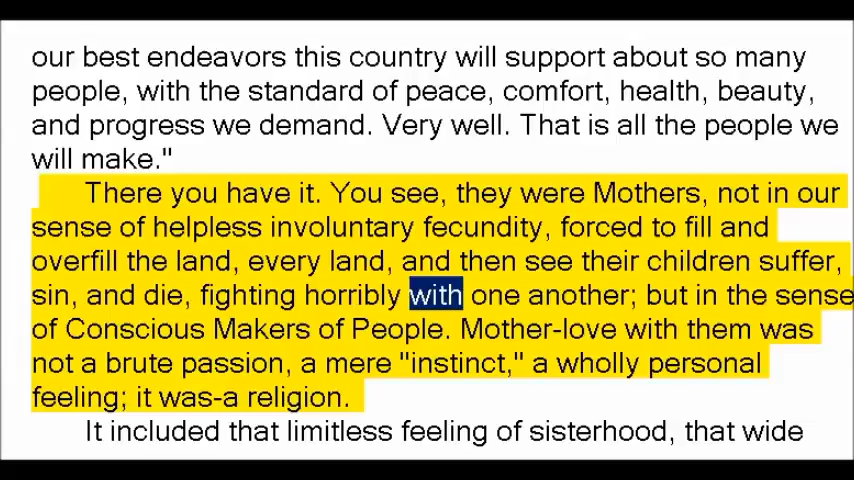 our best endeavors this country will support about so many
people, with the standard of peace, comfort, health, beauty,
and progress we demand. Very well. That is all the people we
will make."
There you have it. You see, they were Mothers, not in our
sense of helpless involuntary fecundity, forced to fill and
overfill the land, every land, and then see their children suffer,
sin, and die, fighting horribly with one another; but in the sense
of Conscious Makers of People. Mother-love with them was
not a brute passion, a mere "instinct," a wholly personal
feeling; it was-a religion.
It included that limitless feeling of sisterhood, that wide